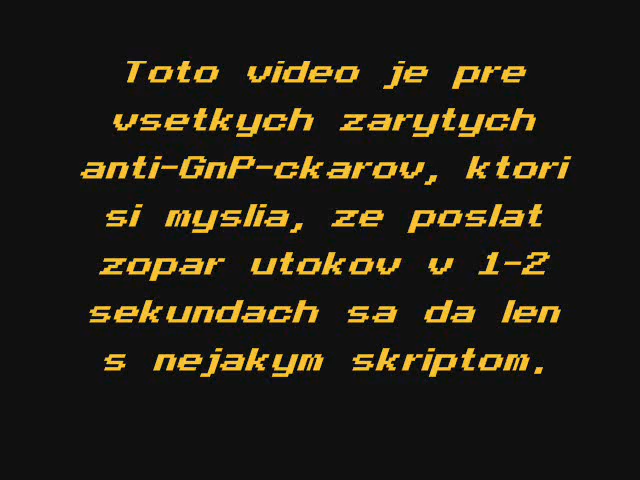 Toto video je pre
vsetkych zarytych
anti-GnP-ckarov, ktori
si myslia, ze poslat
zopar utokov v 1-2
sekundach sa da len
s nejakym skriptom.